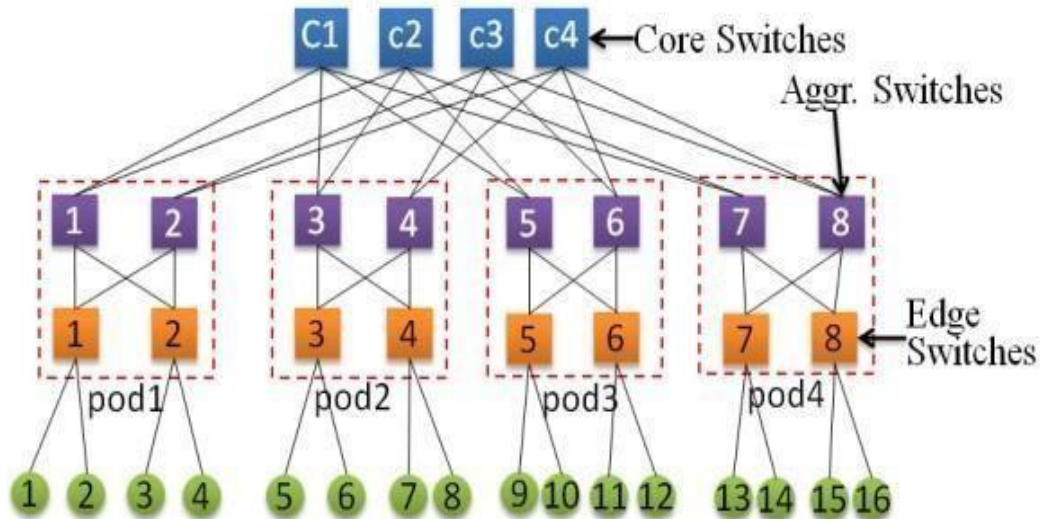 C1 c2 c3 c4 Core Switches
Aggr. Switches
1 2 3 4 5 6 7 8
1 2 3 4 5 6 7 8 Edge
Switches
pod1 pod2 pod3 pod4
1 2 3 4 5 6 7 8 9 10 11 12 13 14 15 16